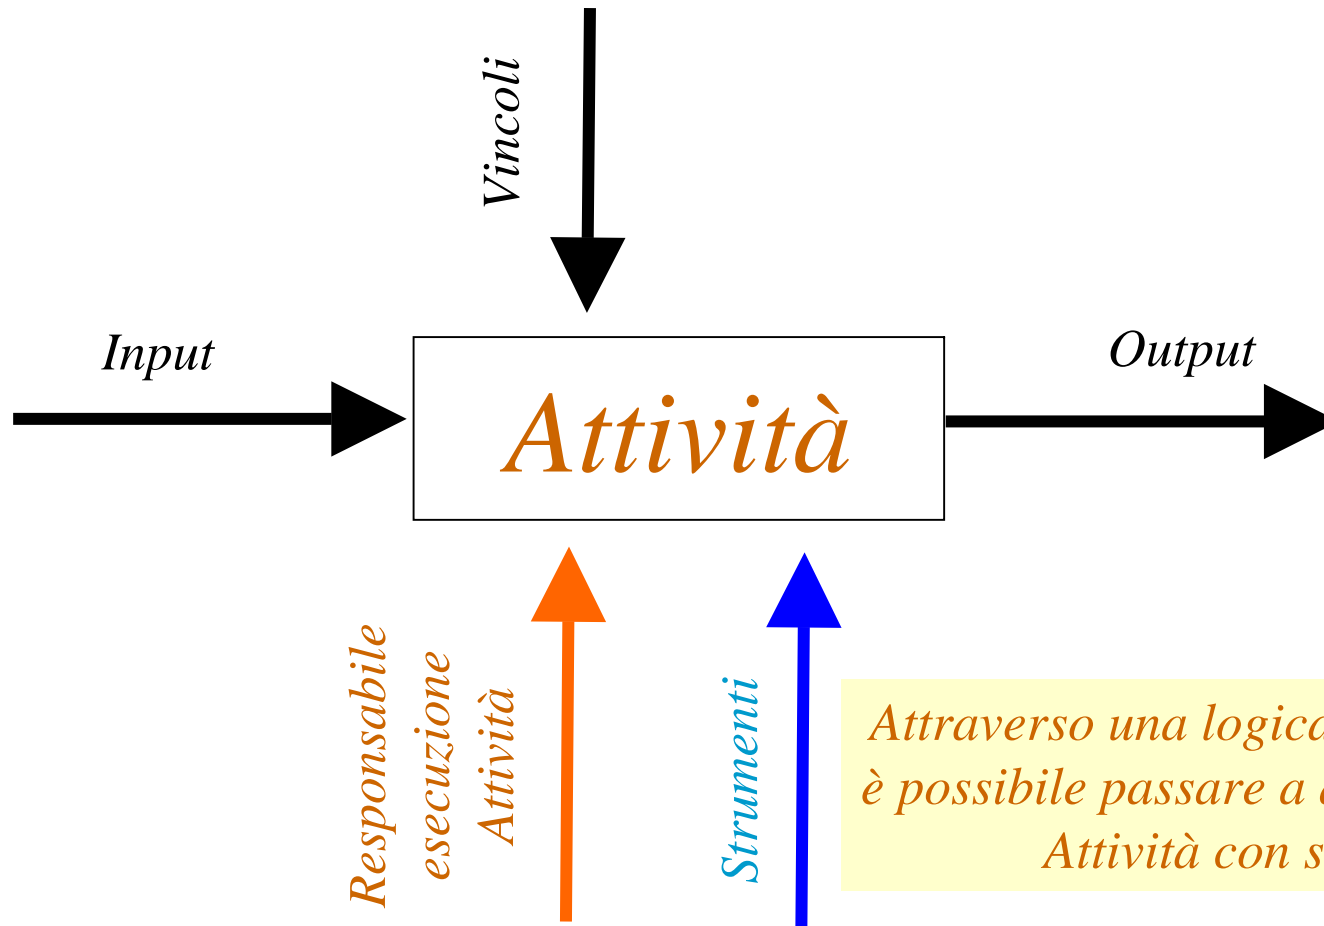 Vincoli
Input
Output
Attività
Responsabile
esecuzione
Attività
Strumenti
Attraverso una logica
è possibile passare a
Attività con s